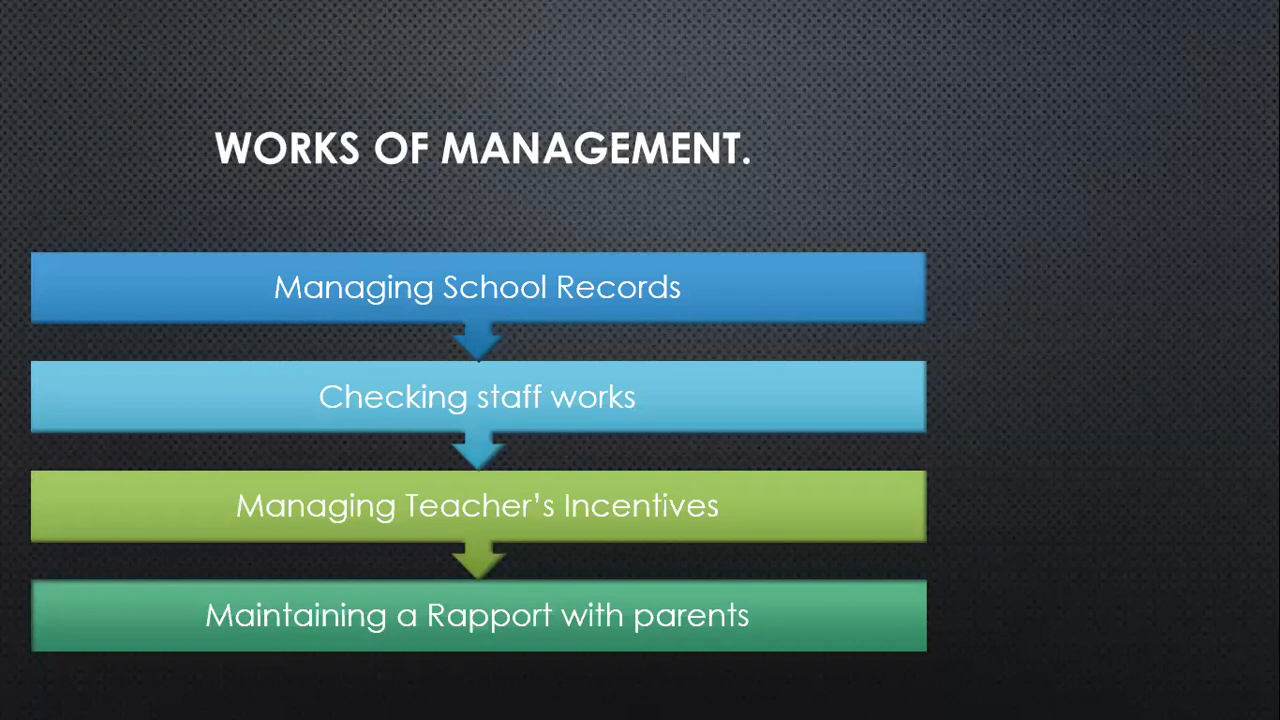 WORKS OF MANAGEMENT.
Managing School Records
Checking staff works
Managing Teacher’s Incentives
Maintaining a Rapport with parents